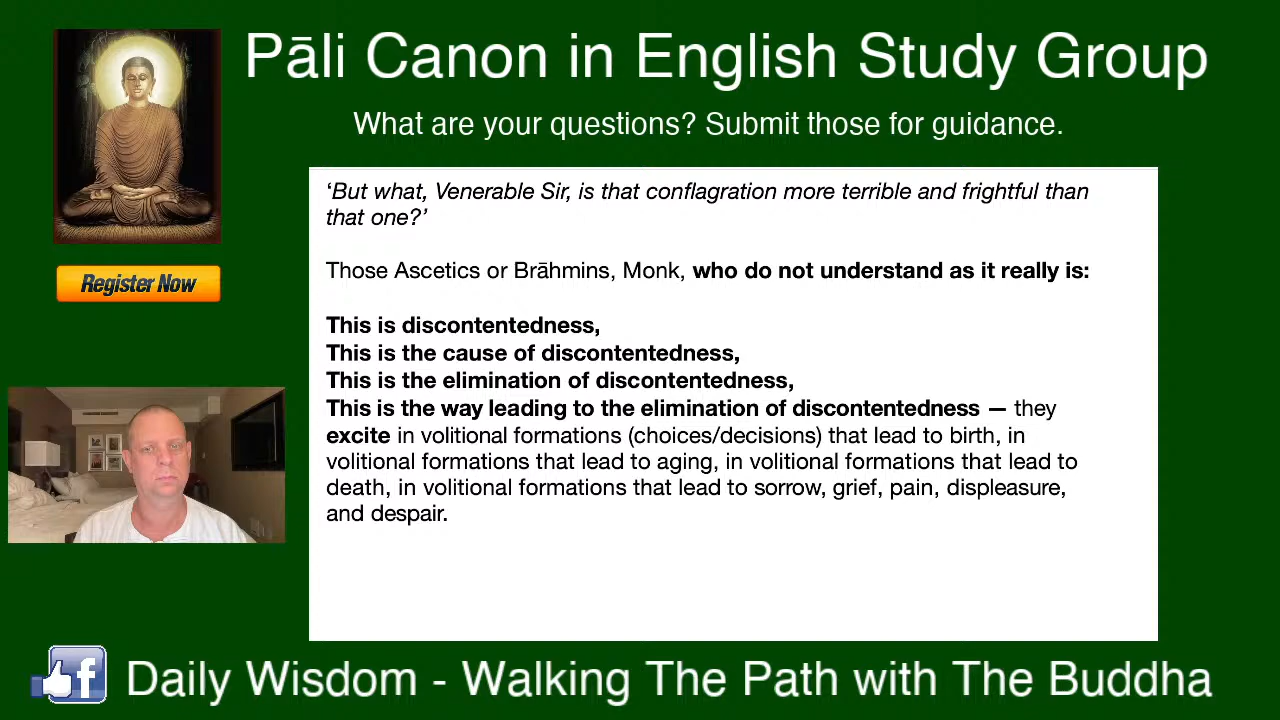 Pāli Canon in English Study Group
What are your questions? Submit those for guidance.
‘But what, Venerable Sir, is that conflagration more terrible and frightful than
that one?’
Those Ascetics or Brāhmins, Monk, who do not understand as it really is:
This is discontentedness,
This is the cause of discontentedness,
This is the elimination of discontentedness,
This is the way leading to the elimination of discontentedness — they
excite in volitional formations (choices/decisions) that lead to birth, in
volitional formations that lead to aging, in volitional formations that lead to
death, in volitional formations that lead to sorrow, grief, pain, displeasure,
and despair.
Register Now
f
Daily Wisdom - Walking The Path with The Buddha